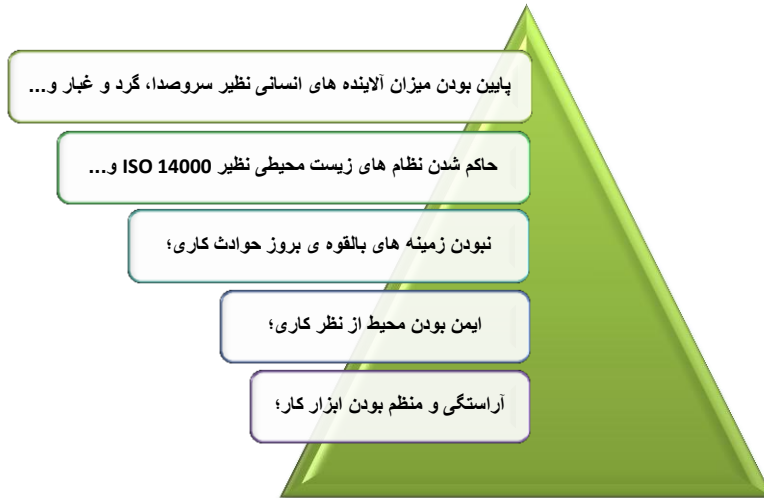 پایین بودن میزان آلاینده های انسانی نظیر سروصدا، گرد و غبار و...
حاکم شدن نظام های زیست محیطی نظیر ISO 14000 و...
نبودن زمینه های بالقوه ی بروز حوادث کاری؛
ایمن بودن محیط از نظر کاری؛
آراستگی و منظم بودن ابزار کار؛